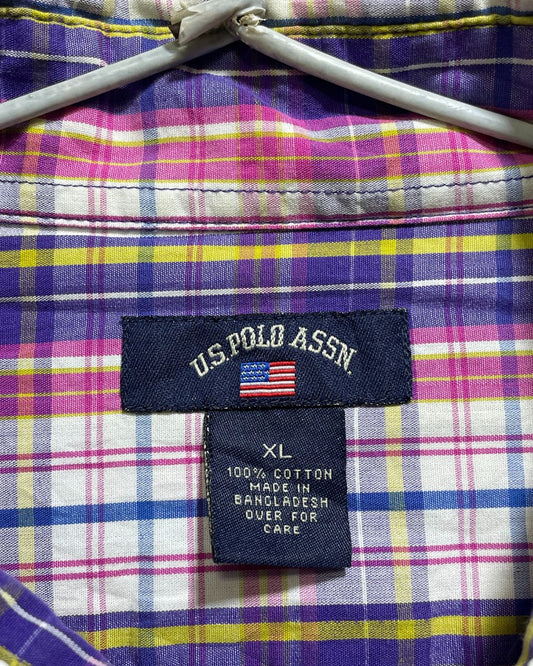 U.S. POLO ASSN.
XL
100% COTTON
MADE IN
BANGLADESH
OVER FOR
CARE